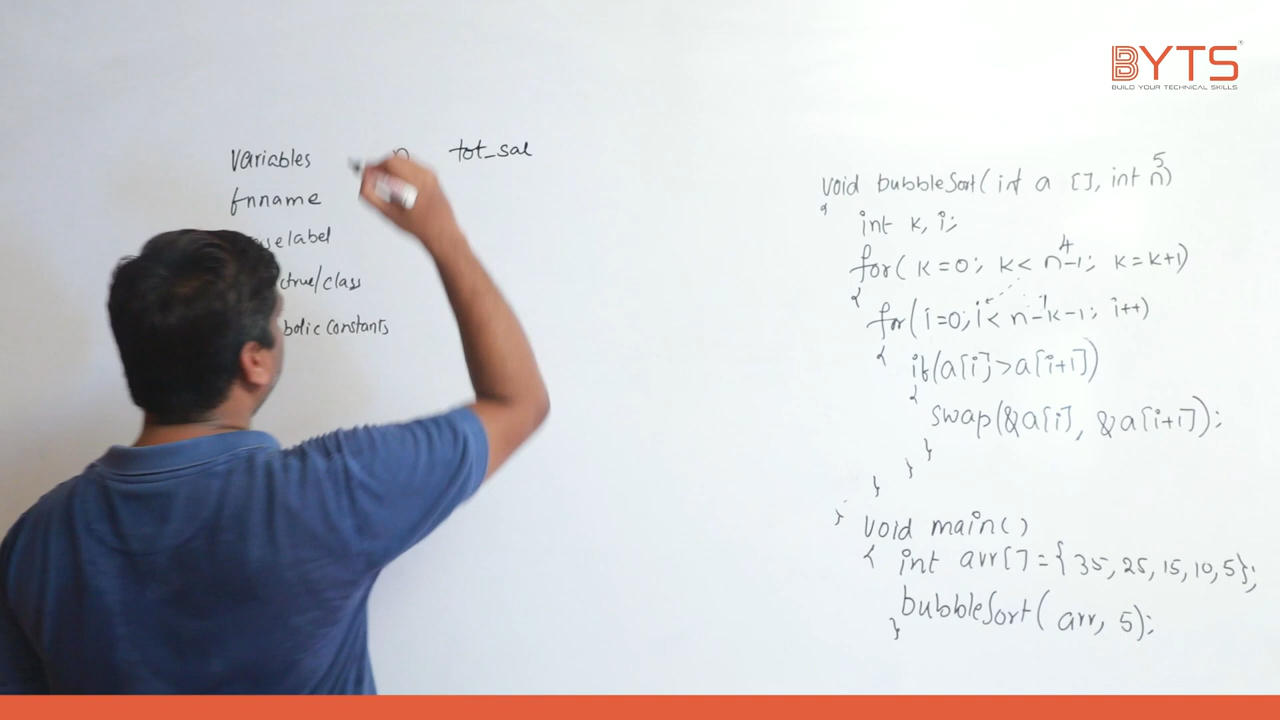 BYTS
BUILD YOUR TECHNICAL SKILLS
Variables n tot_sal
fnname
label
/class
Constants
void bubbleSort( int a [], int n) 5
{
int k, i;
for( k=0; k< n-1; k=k+1) 4
{
for(i=0; i< n-k-1; i++)
{
if(a[i]>a[i+1])
{
swap(&a[i], &a[i+1]);
}
}
}
}
void main()
{ int arr[] = {35, 25, 15, 10, 5};
bubbleSort( arr, 5);
}